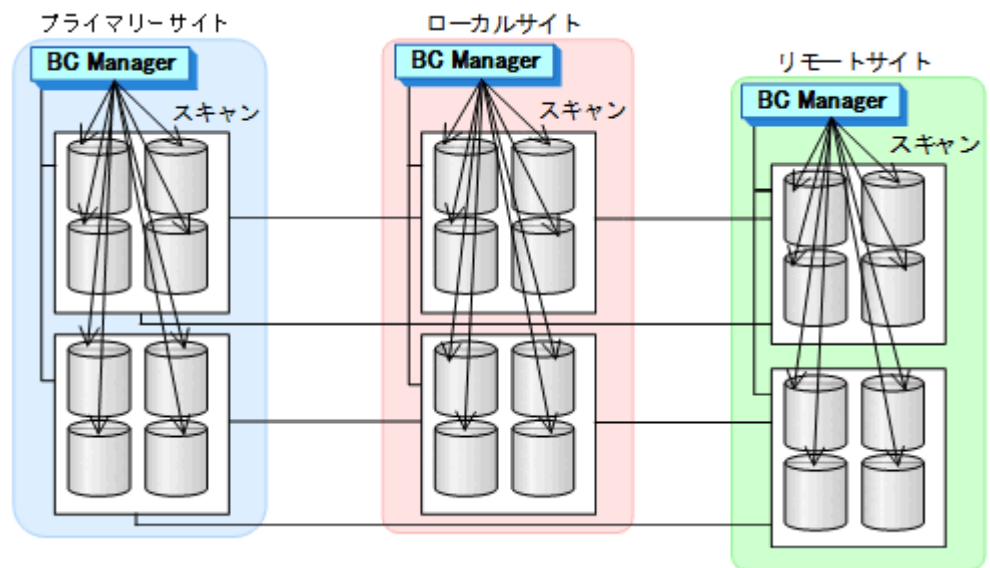 プライマリーサイト
BC Manager
スキャン
ローカルサイト
BC Manager
スキャン
リモートサイト
BC Manager
スキャン